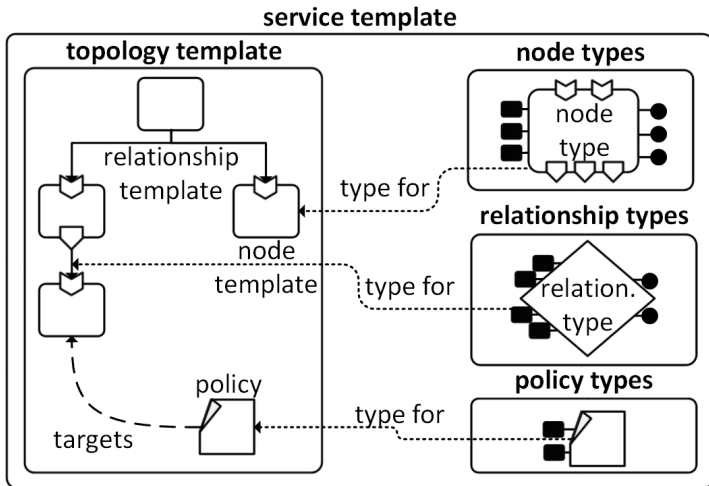 service template
topology template
relationship
template
node
template
policy
targets
type for
type for
type for
node types
node
type
relationship types
relation.
type
policy types